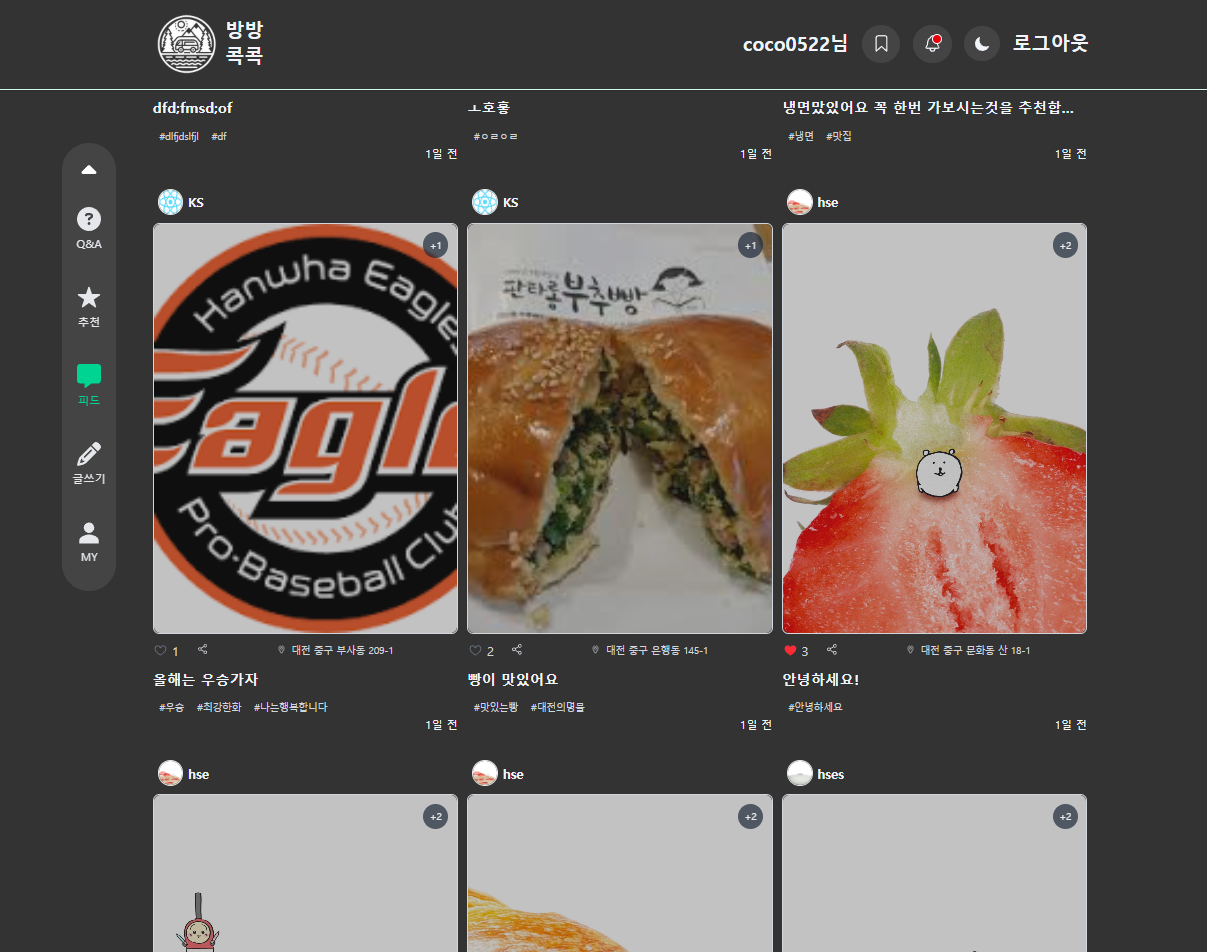 방방
콕콕
coco0522님
로그아웃
dfd;fmsd;of
#dlfjdslfjl #df
1일 전
ㅗ호홓
#ㅇㄹㅇㄹ
1일 전
냉면맛있어요 꼭 한번 가보시는것을 추천합...
#냉면 #맛집
1일 전
Q&A
추천
피드
글쓰기
MY
KS
+1
Hanwha Eagles
Eagle
Pro·Baseball Club
1
대전 중구 부사동 209-1
올해는 우승가자
#우승 #최강한화 #나는행복합니다
1일 전
KS
+1
판타롱부추빵
2
대전 중구 은행동 145-1
빵이 맛있어요
#맛있는빵 #대전의명물
1일 전
hse
+2
3
대전 중구 문화동 산 18-1
안녕하세요!
#안녕하세요
1일 전
hse
+2
hse
+2
hses
+2